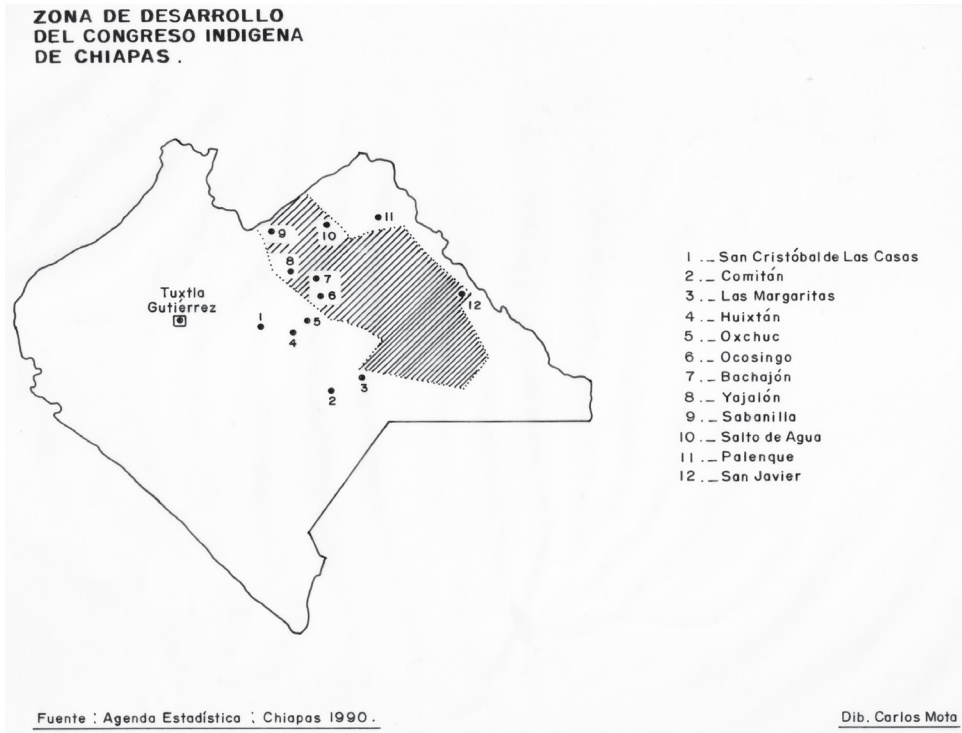 ZONA DE DESARROLLO
DEL CONGRESO INDIGENA
DE CHIAPAS .
11
9
10
8
7
6
12
Tuxtla
Gutiérrez
5
1
4
3
2
1 ._ San Cristóbal de Las Casas
2 ._ Comitán
3 ._ Las Margaritas
4 ._ Huixtán
5 ._ Oxchuc
6 ._ Ocosingo
7 ._ Bachajón
8 ._ Yajalón
9 ._ Sabanilla
10 ._ Salto de Agua
11 ._ Palenque
12 ._ San Javier
Fuente : Agenda Estadística : Chiapas 1990 .
Dib. Carlos Mota